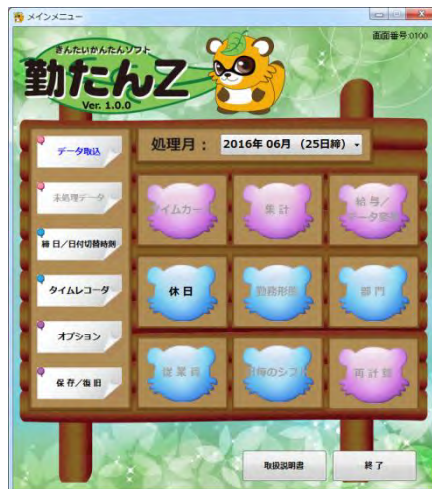 メインメニュー
画面番号:0100
きんたいかんたんソフト
勤たんZ
Ver. 1.0.0
データ取込
処理月：
2016年 06月 （25日締）
未処理データ
タイムカード
集 計
給 与／
締 日／日付切替時刻
タイムレコーダ
休 日
勤務形態
部 門
オプション
保 存／復 旧
従 業 員
日毎のシフト
再 計 算
取扱説明書
終 了